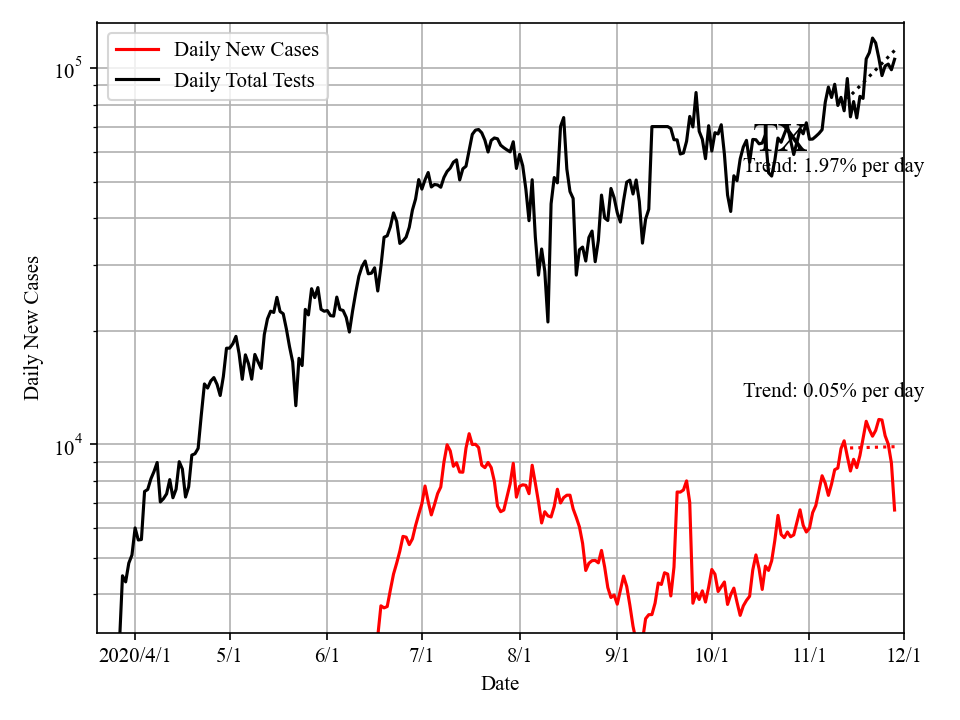 Daily New Cases
Daily Total Tests
10^5
TX
Trend: 1.97% per day
Daily New Cases
Trend: 0.05% per day
10^4
2020/4/1 5/1 6/1 7/1 8/1 9/1 10/1 11/1 12/1
Date